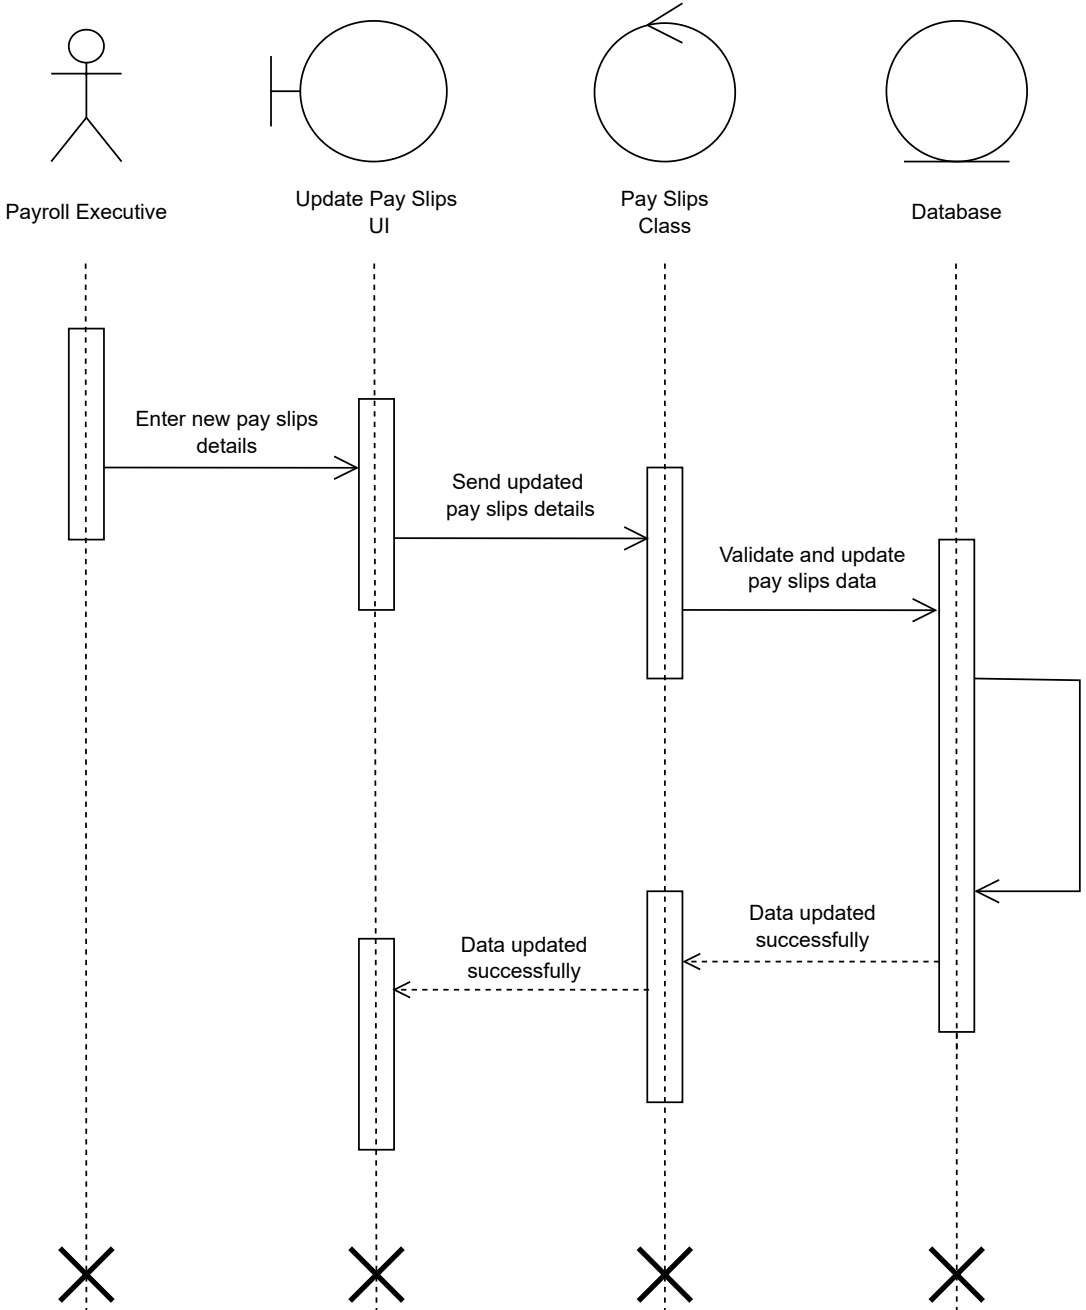 Payroll Executive
Update Pay Slips
UI
Pay Slips
Class
Database
Enter new pay slips
details
Send updated
pay slips details
Validate and update
pay slips data
Data updated
successfully
Data updated
successfully